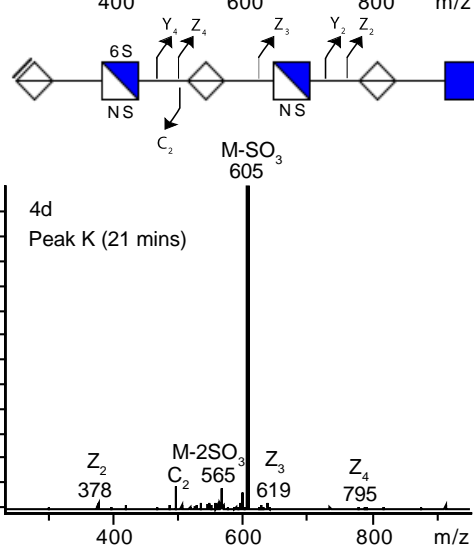 400 600 800 m/z
Y4 Z4 Z3 Y2 Z2
6S
NS NS
C2
M-SO3
605
4d
Peak K (21 mins)
M-2SO3
Z2 C2 565 Z3 Z4
378 619 795
400 600 800 m/z